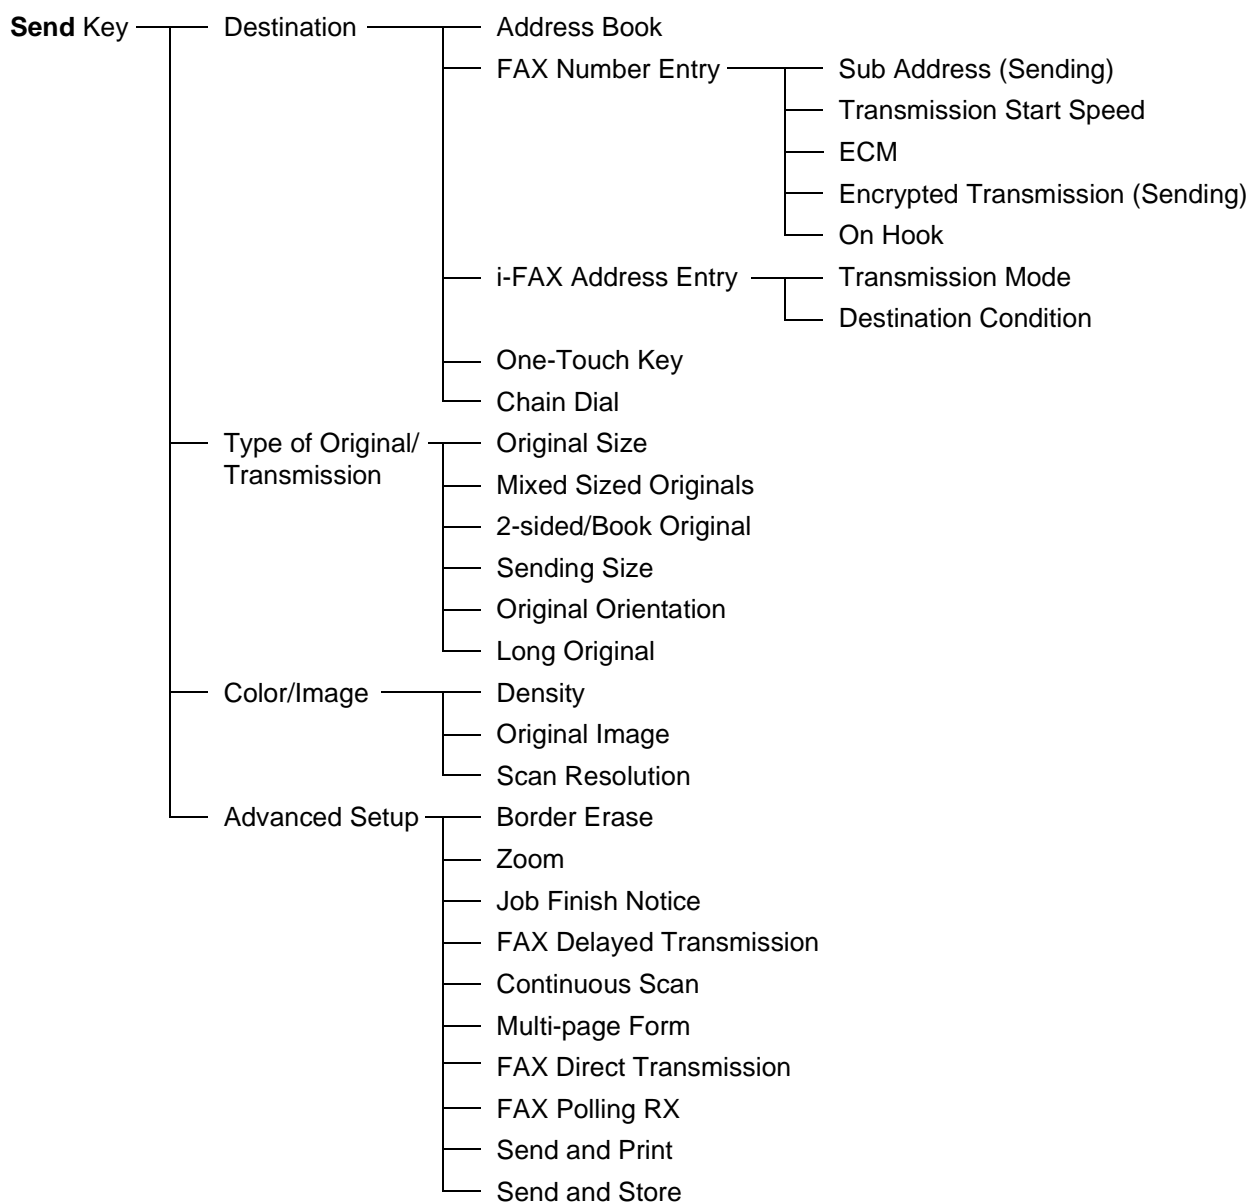 Send Key
Destination
Address Book
FAX Number Entry
Sub Address (Sending)
Transmission Start Speed
ECM
Encrypted Transmission (Sending)
On Hook
i-FAX Address Entry
Transmission Mode
Destination Condition
One-Touch Key
Chain Dial
Type of Original/
Transmission
Original Size
Mixed Sized Originals
2-sided/Book Original
Sending Size
Original Orientation
Long Original
Color/Image
Density
Original Image
Scan Resolution
Advanced Setup
Border Erase
Zoom
Job Finish Notice
FAX Delayed Transmission
Continuous Scan
Multi-page Form
FAX Direct Transmission
FAX Polling RX
Send and Print
Send and Store